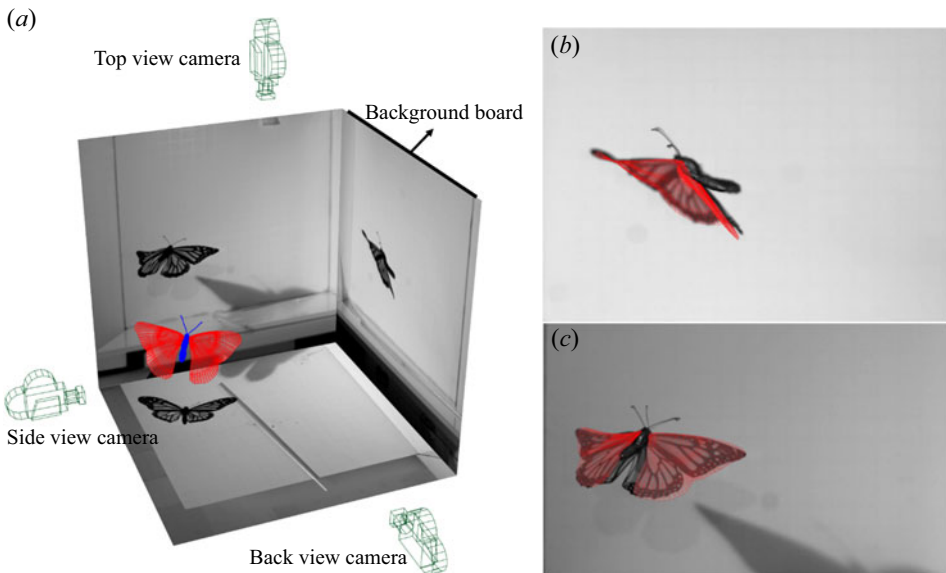 (a)
Top view camera
Background board
Side view camera
Back view camera
(b)
(c)